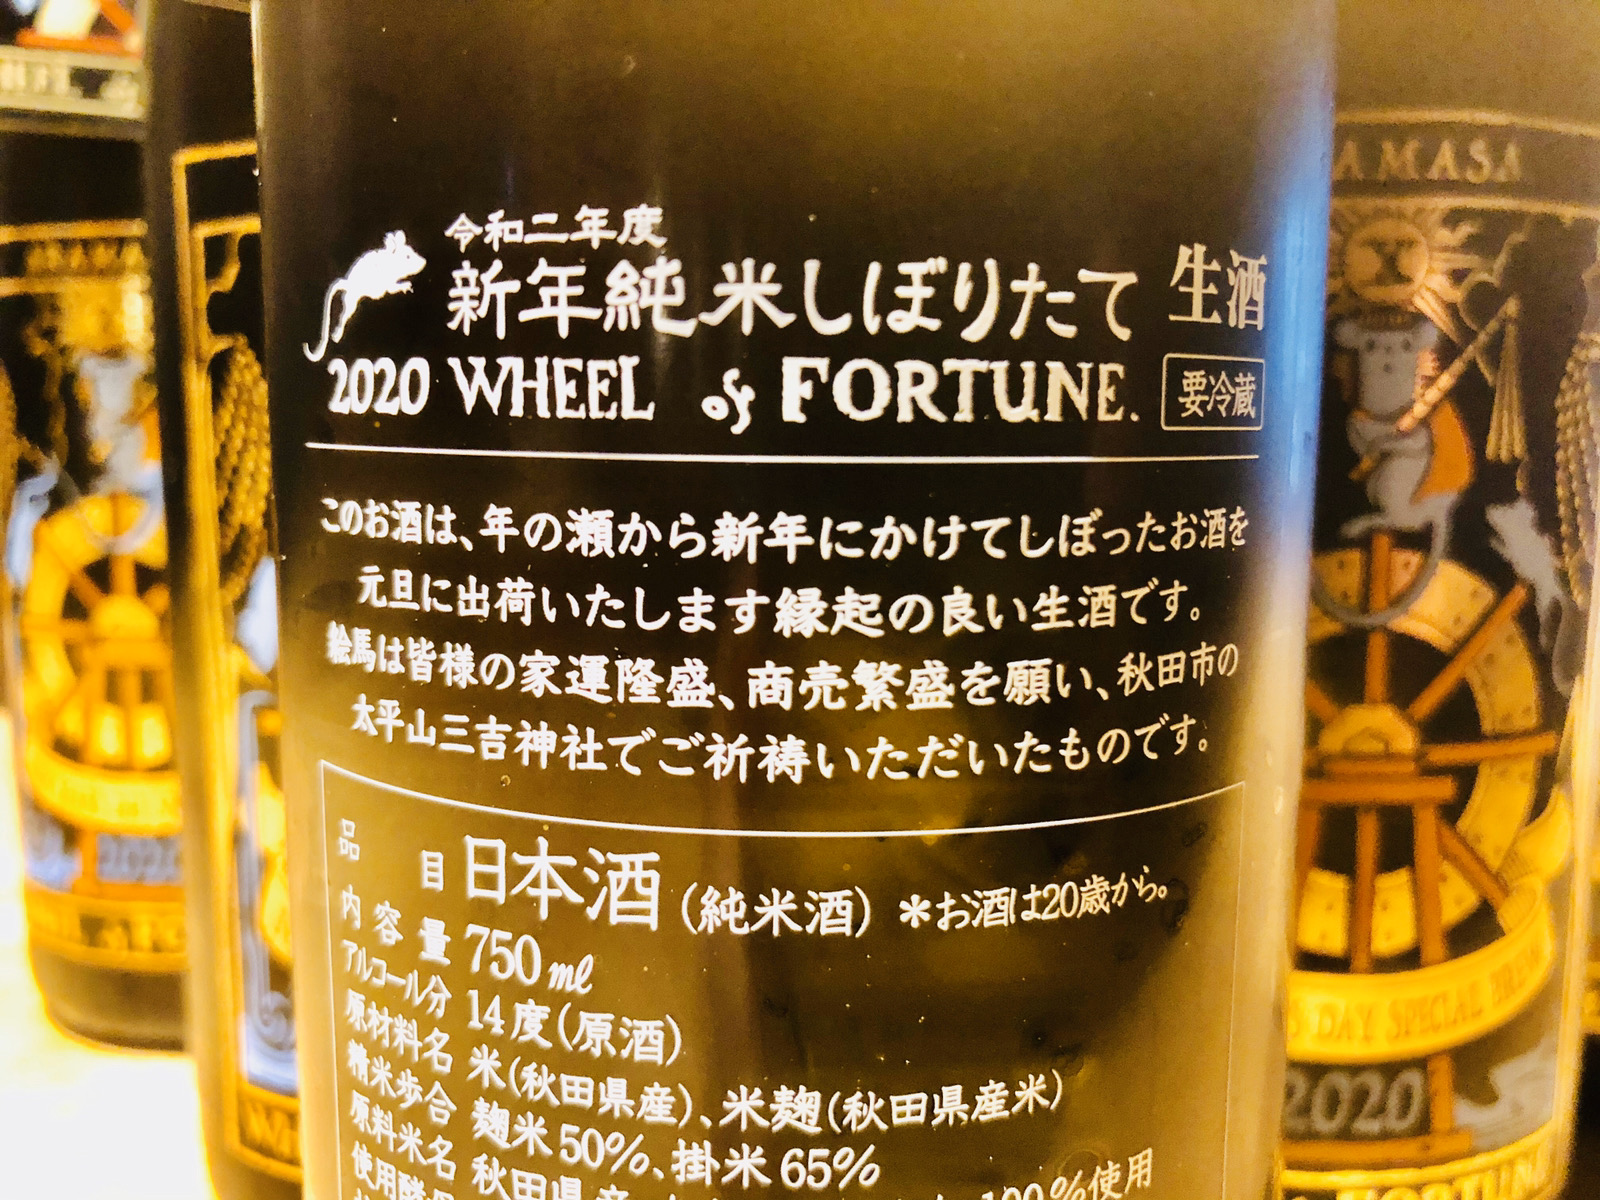 令和二年度
新年純米しぼりたて 生酒
2020 WHEEL of FORTUNE. 要冷蔵
このお酒は、年の瀬から新年にかけてしぼったお酒を
元旦に出荷いたします縁起の良い生酒です。
絵馬は皆様の家運隆盛、商売繁盛を願い、秋田市の
太平山三吉神社でご祈祷いただいたものです。
品目 日本酒(純米酒) *お酒は20歳から。
内容量 750ml
アルコール分 14度(原酒)
原材料名 米(秋田県産)、米麹(秋田県産米)
精米歩合 麹米50%、掛米65%
原料米名 秋田県産 100%使用
使用酵母
AMASA
DAY SPECIAL
2020
2020